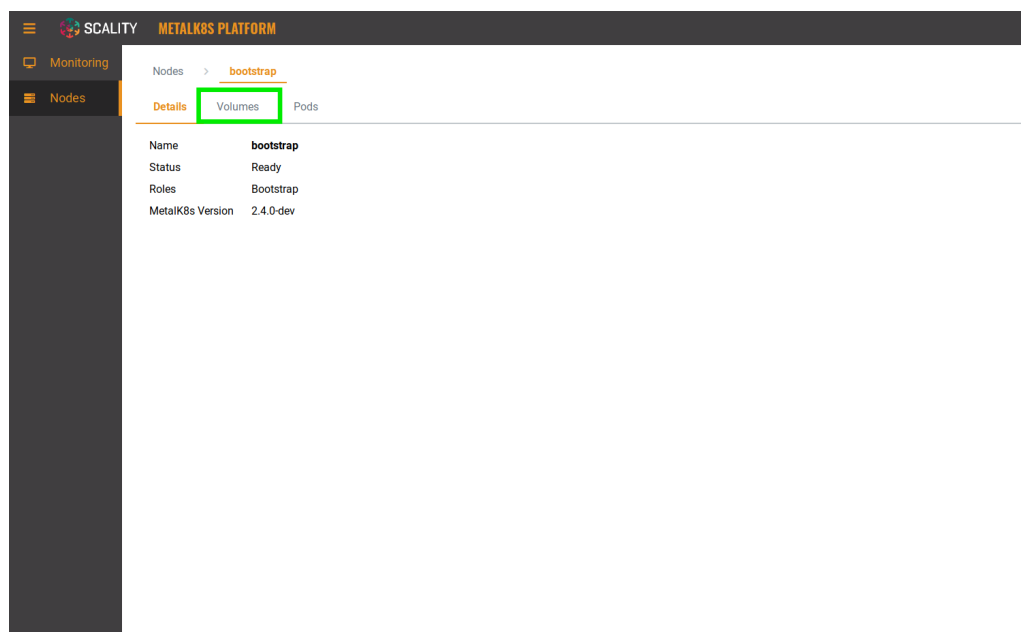 SCALITY METALK8S PLATFORM
Monitoring
Nodes
Nodes > bootstrap
Details Volumes Pods
Name bootstrap
Status Ready
Roles Bootstrap
MetalK8s Version 2.4.0-dev